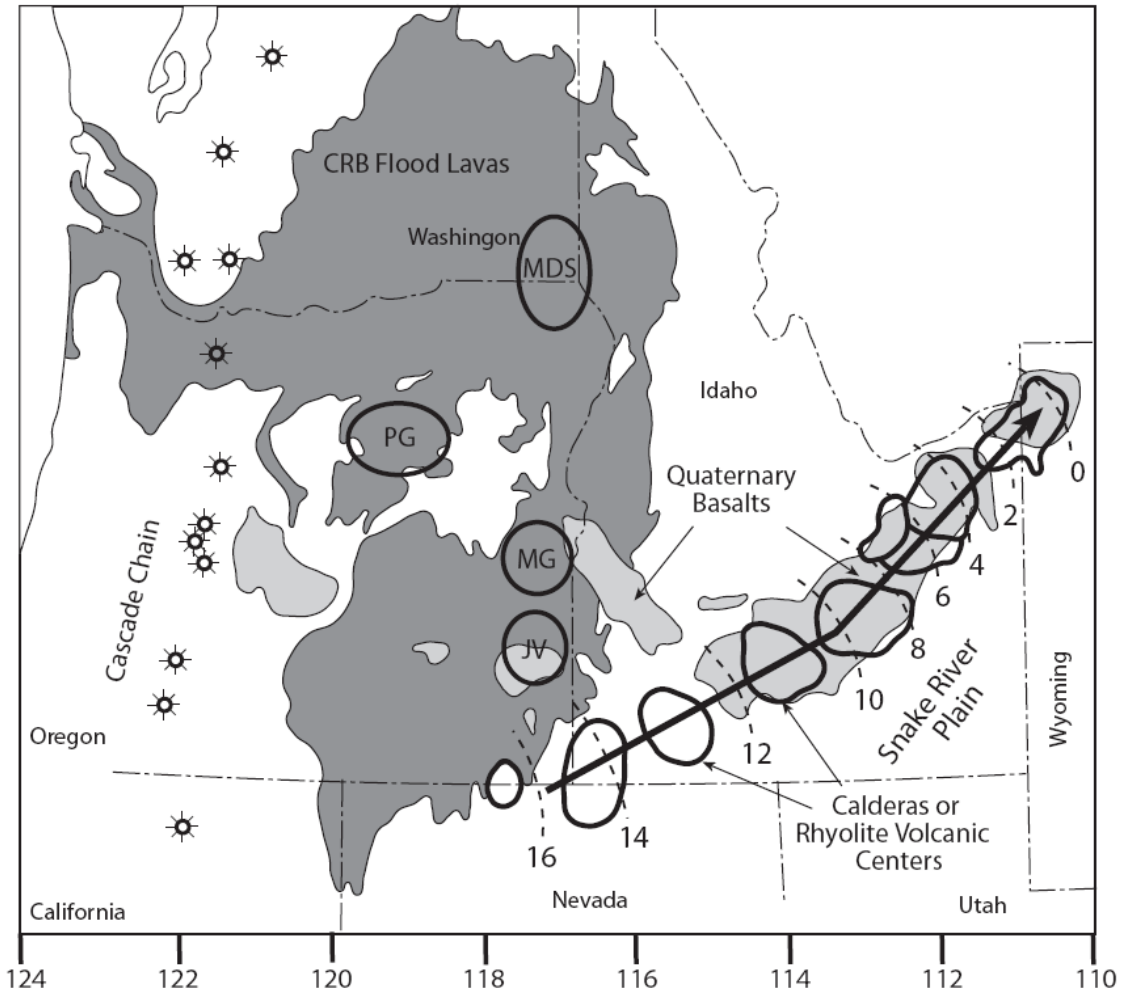 CRB Flood Lavas
Washingon
MDS
Idaho
PG
0
Quaternary
Basalts
2
Cascade Chain
MG
4
6
JV
8
Snake River
Plain
10
Wyoming
Oregon
12
Calderas or
Rhyolite Volcanic
Centers
14
16
Nevada
Utah
California
124
122
120
118
116
114
112
110